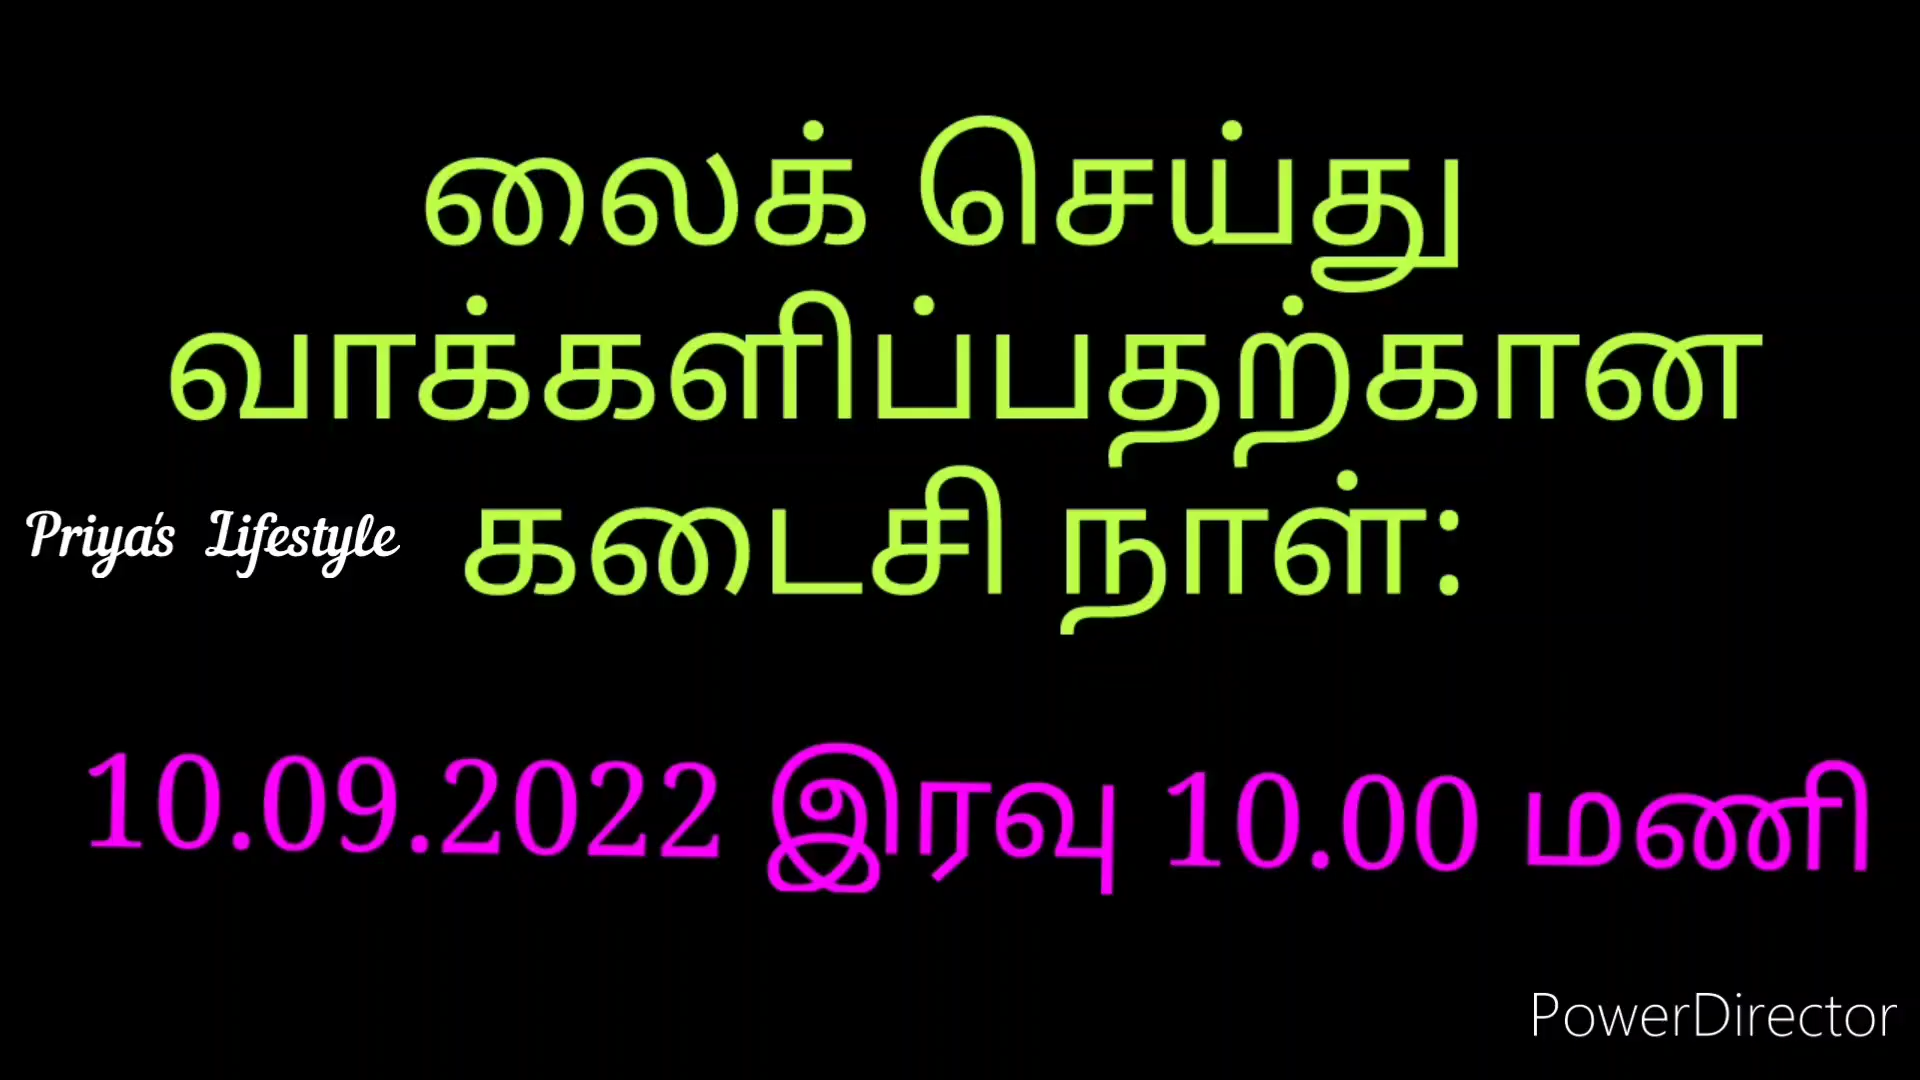 லைக் செய்து
வாக்களிப்பதற்கான
Priya's Lifestyle
கடைசி நாள்:
10.09.2022 இரவு 10.00 மணி
PowerDirector